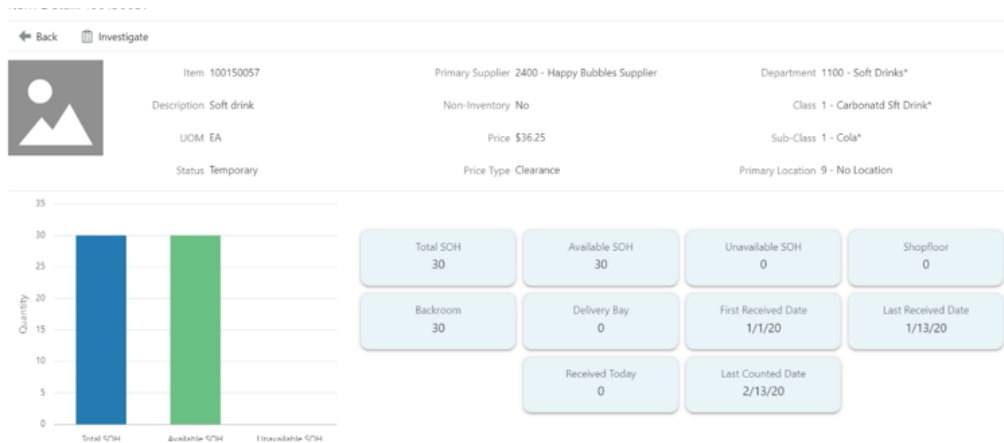 Back Investigate
Item 100150057 Primary Supplier 2400 - Happy Bubbles Supplier Department 1100 - Soft Drinks*
Description Soft drink Non-Inventory No Class 1 - Carbonatd Sft Drink*
UOM EA Price $36.25 Sub-Class 1 - Cola*
Status Temporary Price Type Clearance Primary Location 9 - No Location
35
30
25
20
15
10
5
0
Quantity
Total SOH Available SOH Unavailable SOH
Total SOH Available SOH Unavailable SOH Shopfloor
30 30 0 0
Backroom Delivery Bay First Received Date Last Received Date
30 0 1/1/20 1/13/20
Received Today Last Counted Date
0 2/13/20